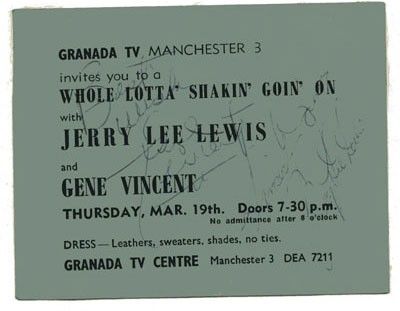 GRANADA TV MANCHESTER 3
invites you to a
WHOLE LOTTA' SHAKIN' GOIN' ON
with
JERRY LEE LEWIS
and
GENE VINCENT
THURSDAY, MAR. 19th. Doors 7-30 p.m.
No admittance after 8 o'clock
DRESS — Leathers, sweaters, shades, no ties.
GRANADA TV CENTRE Manchester 3 DEA 7211